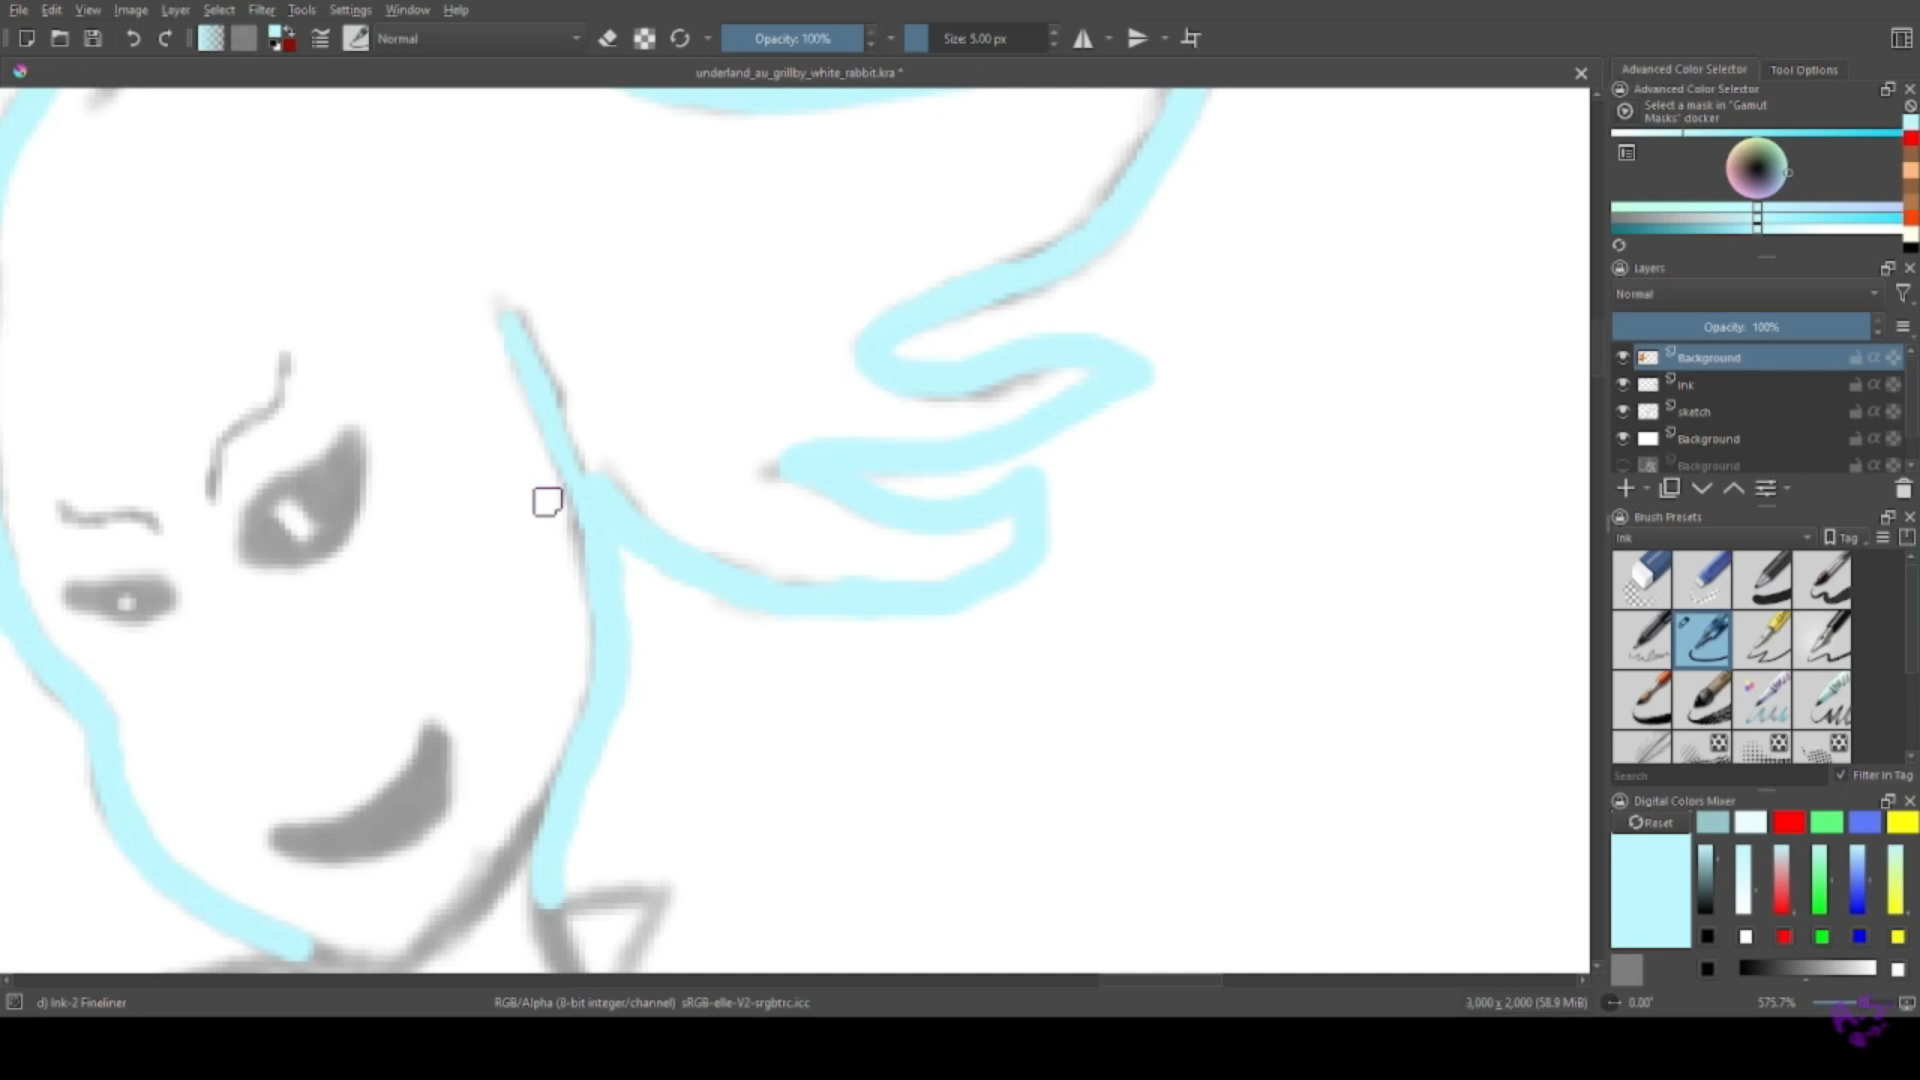 File Edit View Image Layer Select Filter Tools Settings Window Help
Normal
Opacity: 100%
Size: 5.00 px
underland_au_grillby_white_rabbit.kra *
Advanced Color Selector
Tool Options
Advanced Color Selector
Select a mask in "Gamut
Masks" docker
Layers
Normal
Opacity: 100%
Background
Ink
sketch
Background
Background
Brush Presets
Ink
Tag
Search
Filter in Tag
Digital Colors Mixer
Reset
d) Ink-2 Fineliner
RGB/Alpha (8-bit integer/channel) sRGB-elle-V2-srgbtrc.icc
3,000 x 2,000 (58.9 MiB)
0.00°
575.7%